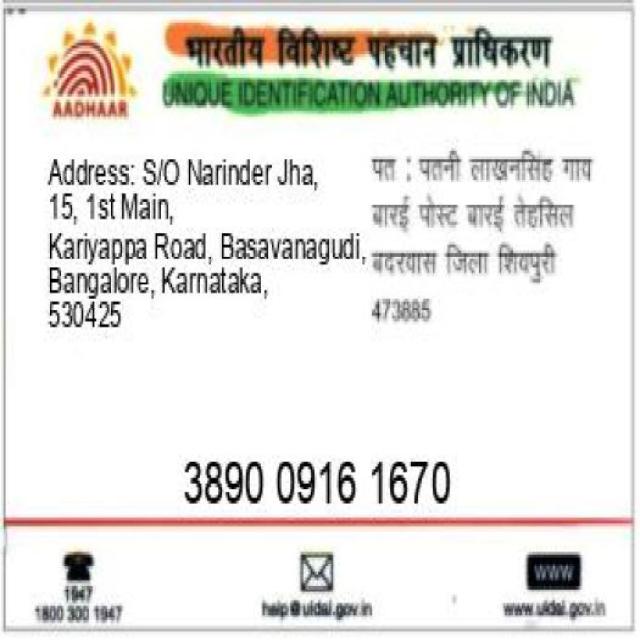 भारतीय विशिष्ट पहचान प्राधिकरण
AADHAAR
UNIQUE IDENTIFICATION AUTHORITY OF INDIA
Address: S/O Narinder Jha,
15, 1st Main,
Kariyappa Road, Basavanagudi,
Bangalore, Karnataka,
530425
पत : पतनी लाखनसिंह गाय
बारई पोस्ट बारई तेहसिल
बदरवास जिला शिवपुरी
473885
3890 0916 1670
1947
1800 300 1947
help@uidai.gov.in
WWW
www.uidai.gov.in